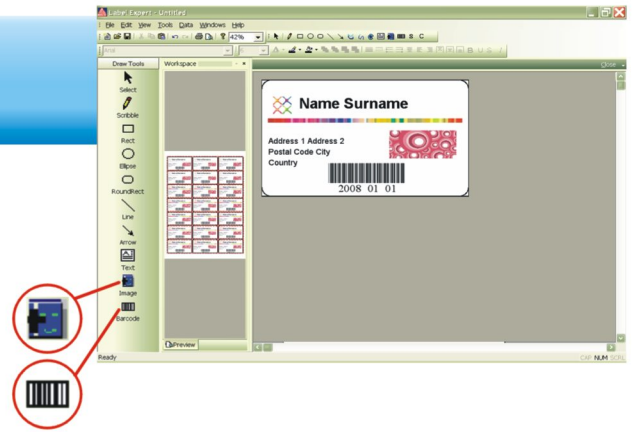 Label Expert - Untitled
File Edit View Tools Data Windows Help
42%
S C
Draw Tools
Workspace
Close
Select
Scribble
Rect
Ellipse
RoundRect
Line
Arrow
Text
Image
Barcode
Name Surname
Address 1 Address 2
Postal Code City
Country
2008 01 01
Preview
Ready
CAP NUM SCRL